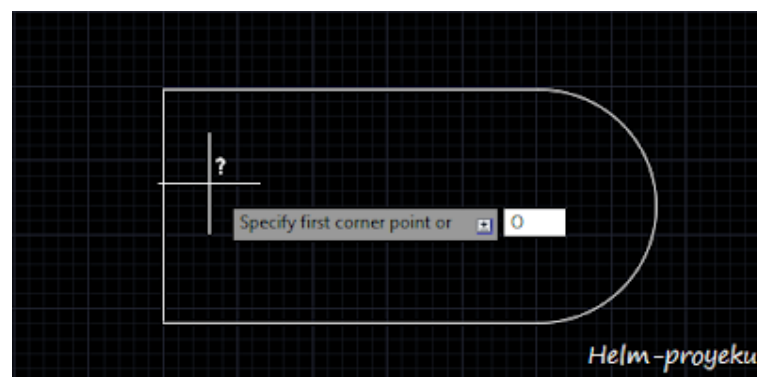 ?
Specify first corner point or
O
Helm-proyeku